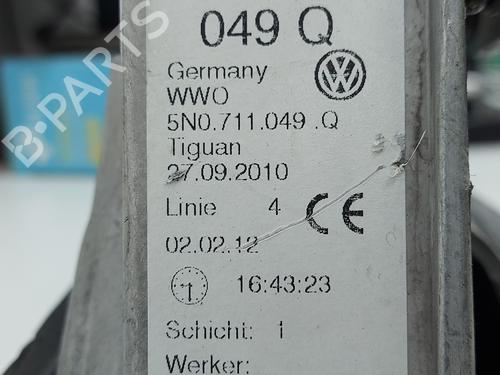 049 Q
Germany
WWO
5N0.711.049 .Q
Tiguan
27.09.2010
Linie 4 CE
02.02.12
16:43:23
Schicht: 1
Werker:
B-PARTS